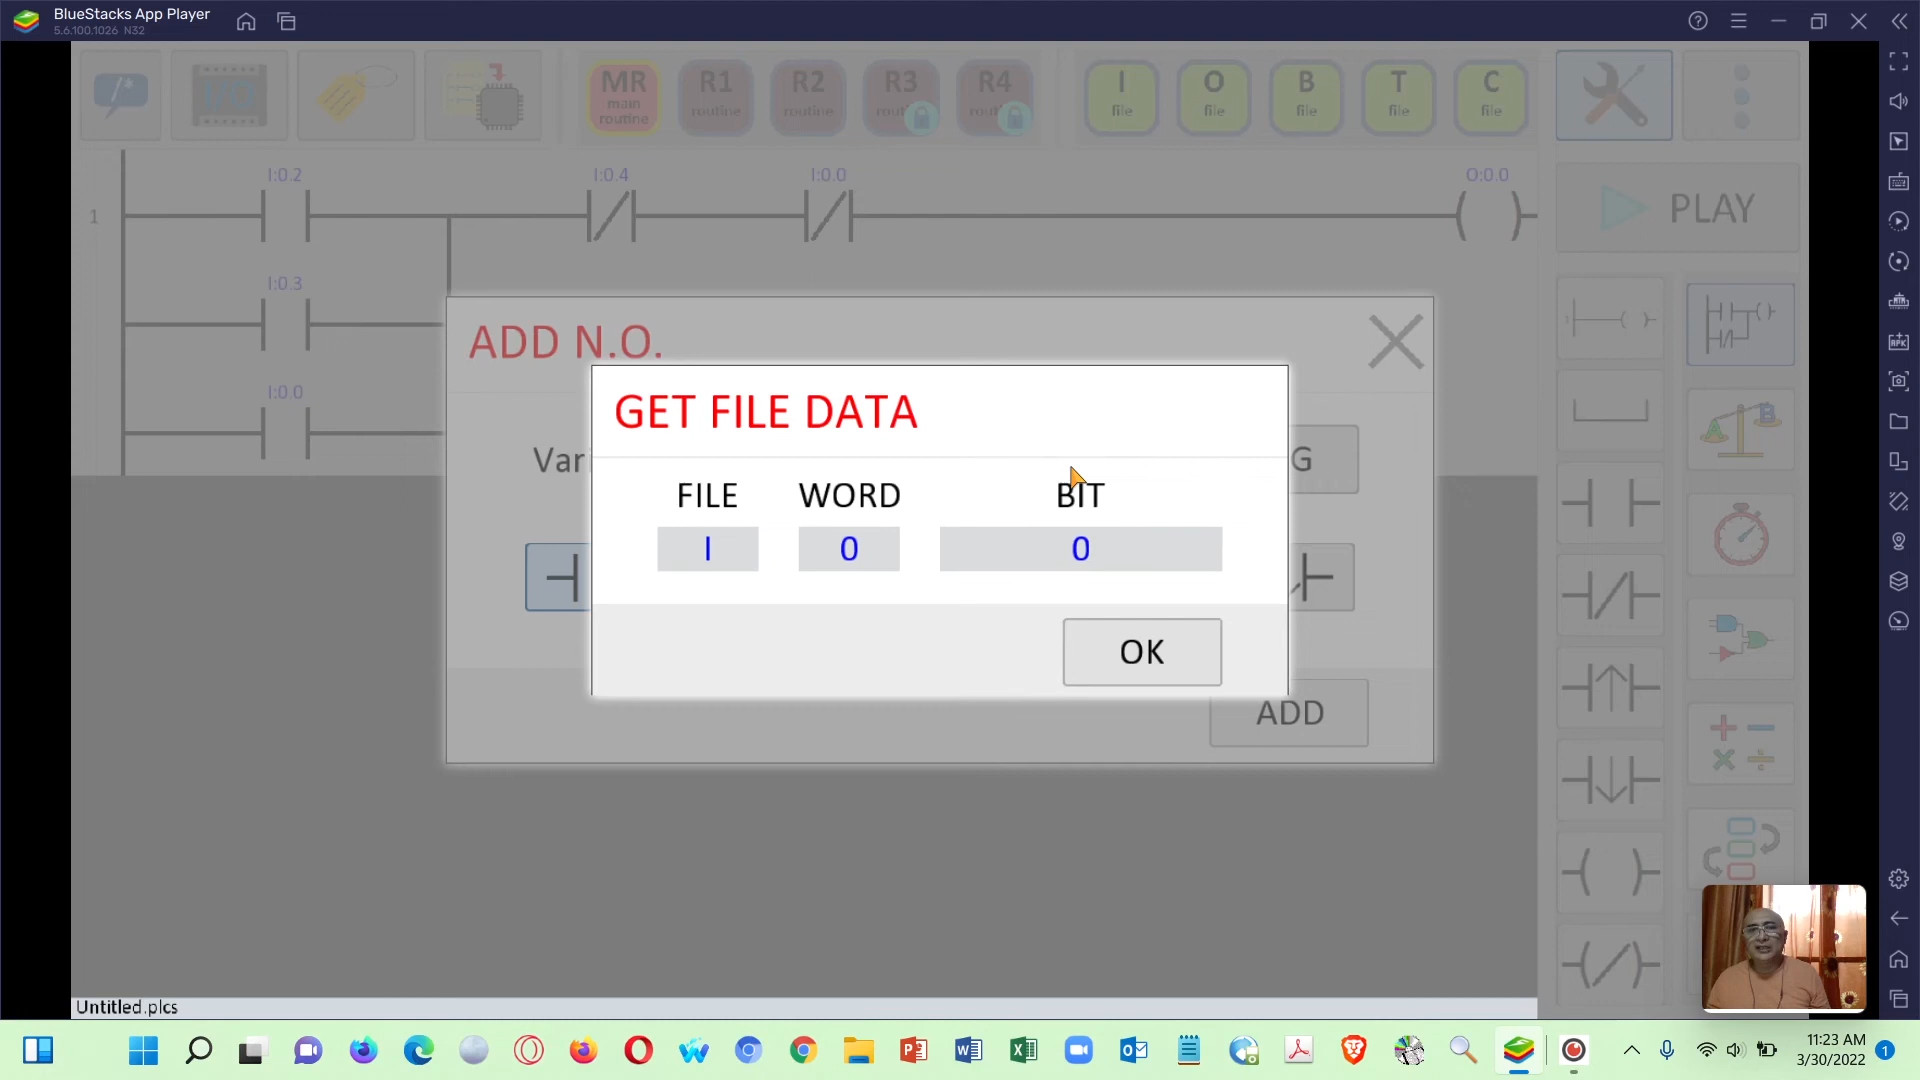 BlueStacks App Player
5.6.100.1026 N32
/*
I/O
MR
main
routine
R1
routine
R2
routine
R3
R4
I
file
O
file
B
file
T
file
C
file
I:0.2
I:0.4
I:0.0
O:0.0
1
PLAY
I:0.3
I:0.0
ADD N.O.
GET FILE DATA
FILE WORD BIT
I 0 0
OK
ADD
A
B
Untitled.plcs
11:23 AM
3/30/2022
1